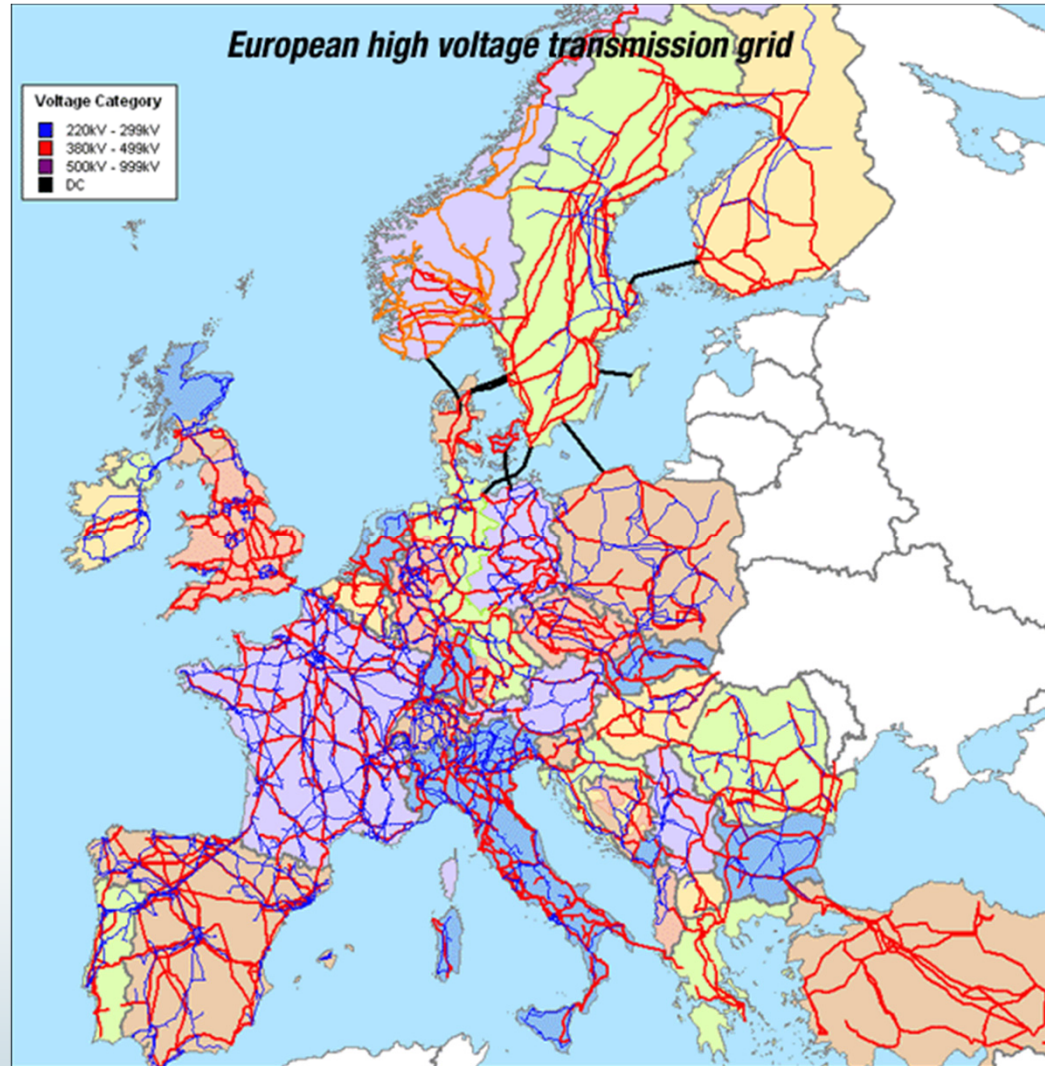 European high voltage transmission grid
Voltage Category
220kV - 299kV
380kV - 499kV
500kV - 999kV
DC